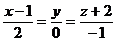 (x−1)/2 = y/0 = (z+2)/−1